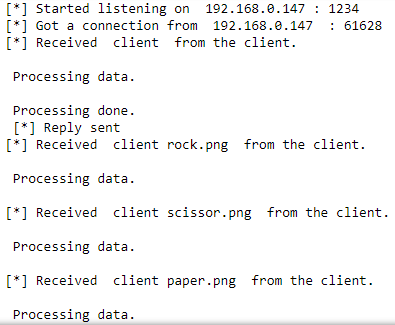 [*] Started listening on  192.168.0.147 : 1234
[*] Got a connection from  192.168.0.147  : 61628
[*] Received  client  from the client.
Processing data.
Processing done.
[*] Reply sent
[*] Received  client rock.png  from the client.
Processing data.
[*] Received  client scissor.png  from the client.
Processing data.
[*] Received  client paper.png  from the client.
Processing data.